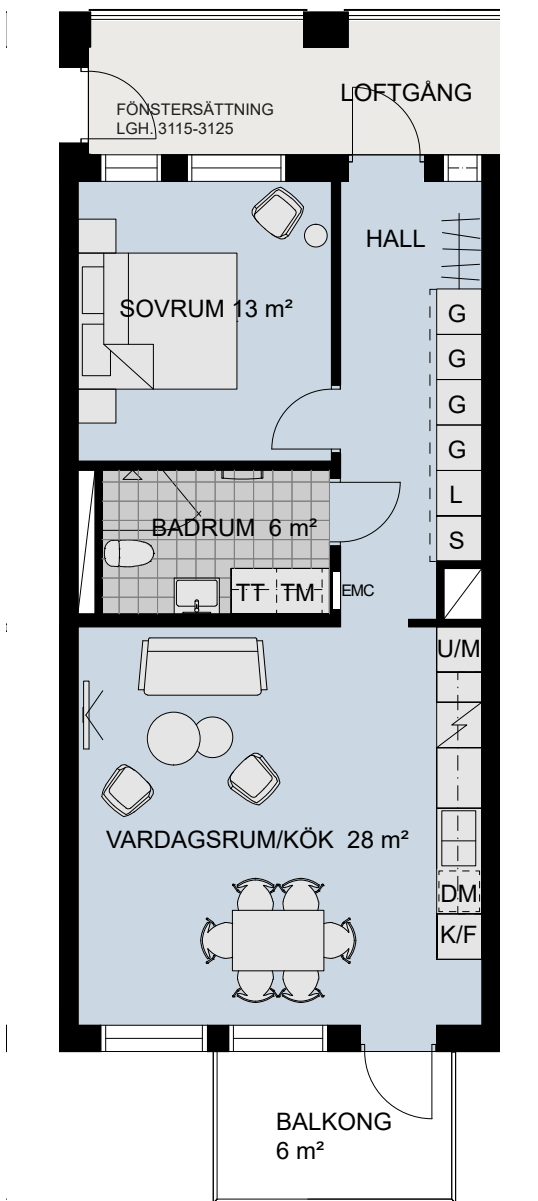 LOFTGÅNG
FÖNSTERSÄTTNING
LGH. 3115-3125
HALL
SOVRUM 13 m²
G
G
G
G
L
S
BADRUM 6 m²
TT TM
EMC
U/M
VARDAGSRUM/KÖK 28 m²
DM
K/F
BALKONG
6 m²